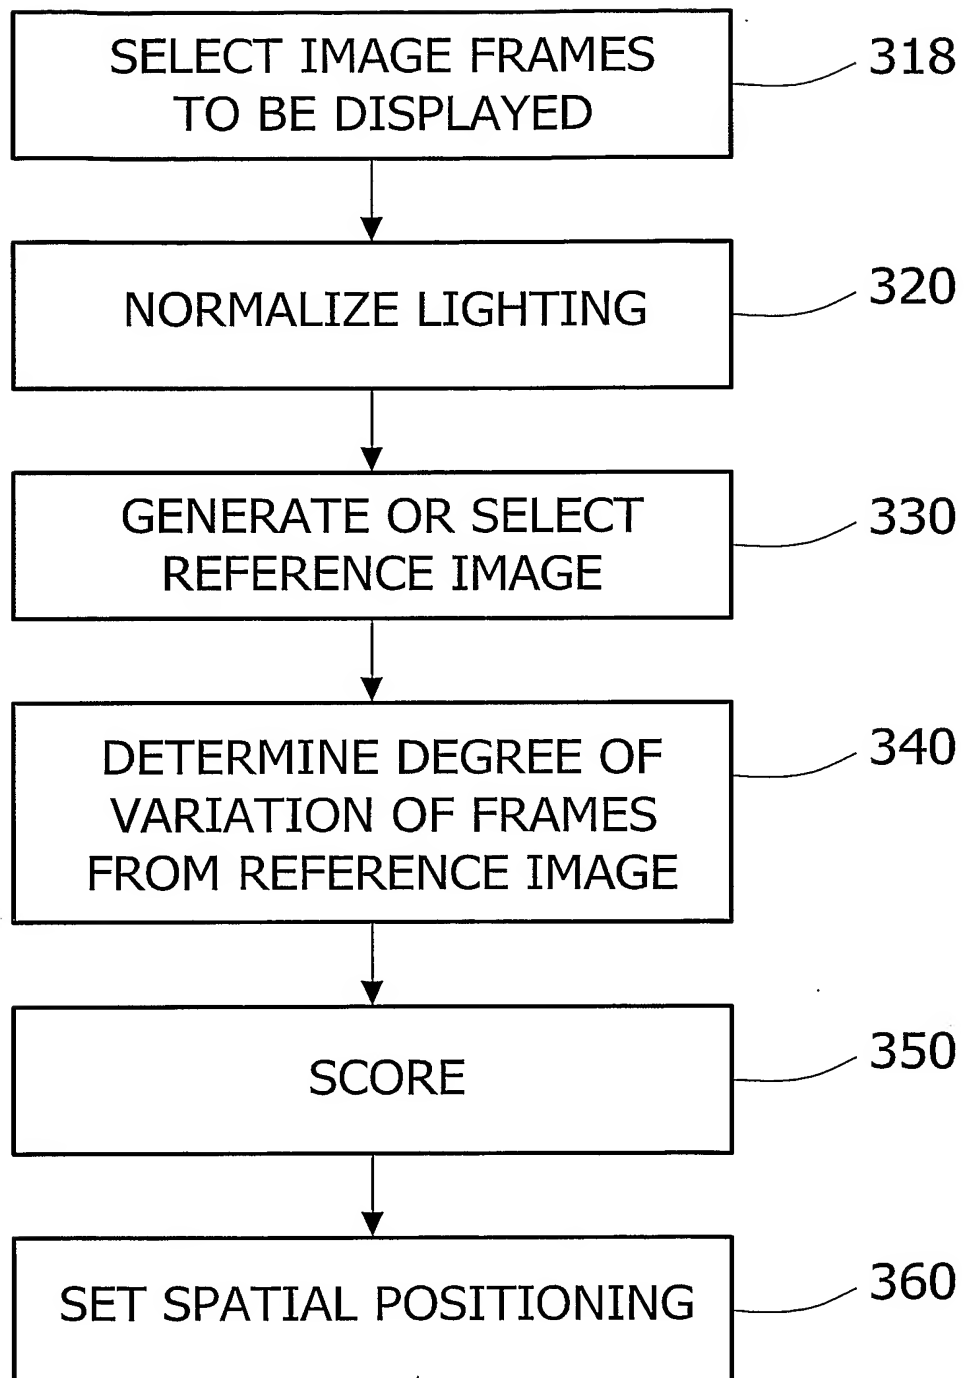 SELECT IMAGE FRAMES
TO BE DISPLAYED
318
NORMALIZE LIGHTING
320
GENERATE OR SELECT
REFERENCE IMAGE
330
DETERMINE DEGREE OF
VARIATION OF FRAMES
FROM REFERENCE IMAGE
340
SCORE
350
SET SPATIAL POSITIONING
360